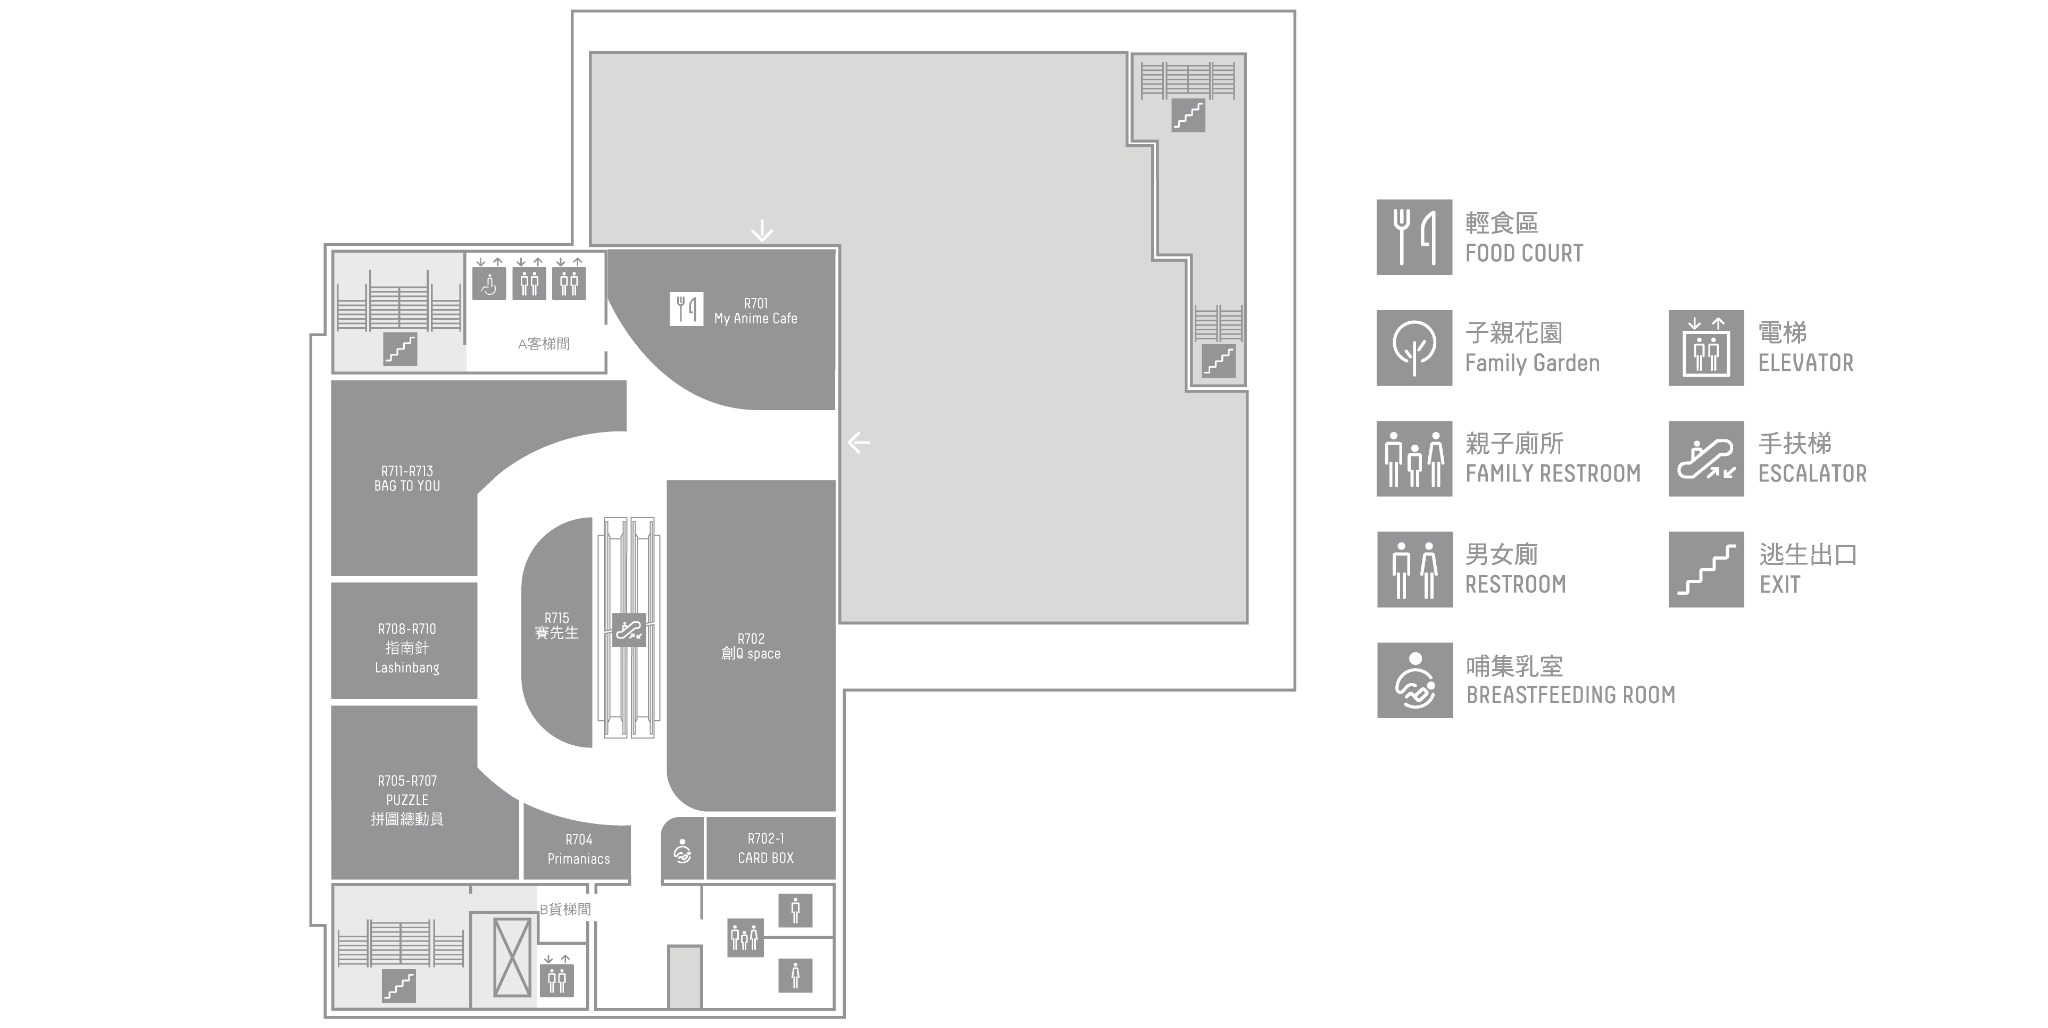 R701
My Anime Cafe
A客梯間
R711-R713
BAG TO YOU
R708-R710
指南針
Lashinbang
R715
賽先生
R702
創Q space
R705-R707
PUZZLE
拼圖總動員
R704
Primaniacs
R702-1
CARD BOX
B貨梯間
輕食區
FOOD COURT
子親花園
Family Garden
電梯
ELEVATOR
親子廁所
FAMILY RESTROOM
手扶梯
ESCALATOR
男女廁
RESTROOM
逃生出口
EXIT
哺集乳室
BREASTFEEDING ROOM